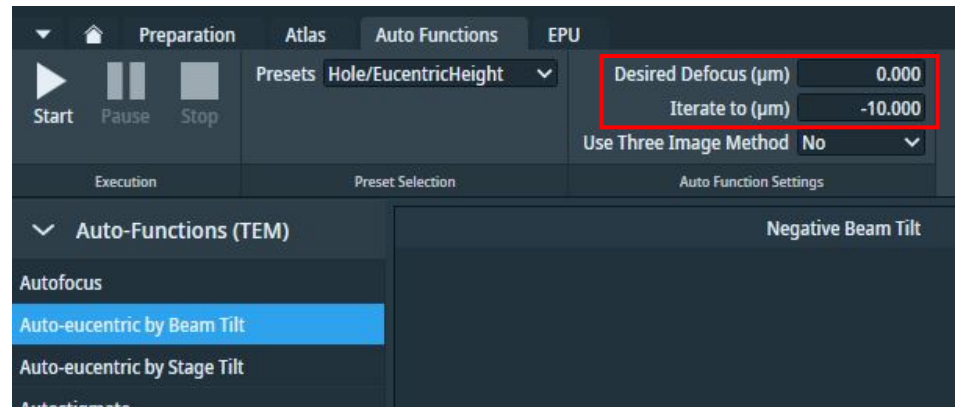 Preparation Atlas Auto Functions EPU
Presets Hole/EucentricHeight
Desired Defocus (µm) 0.000
Start Pause Stop
Iterate to (µm) -10.000
Use Three Image Method No
Execution Preset Selection Auto Function Settings
Auto-Functions (TEM)
Negative Beam Tilt
Autofocus
Auto-eucentric by Beam Tilt
Auto-eucentric by Stage Tilt